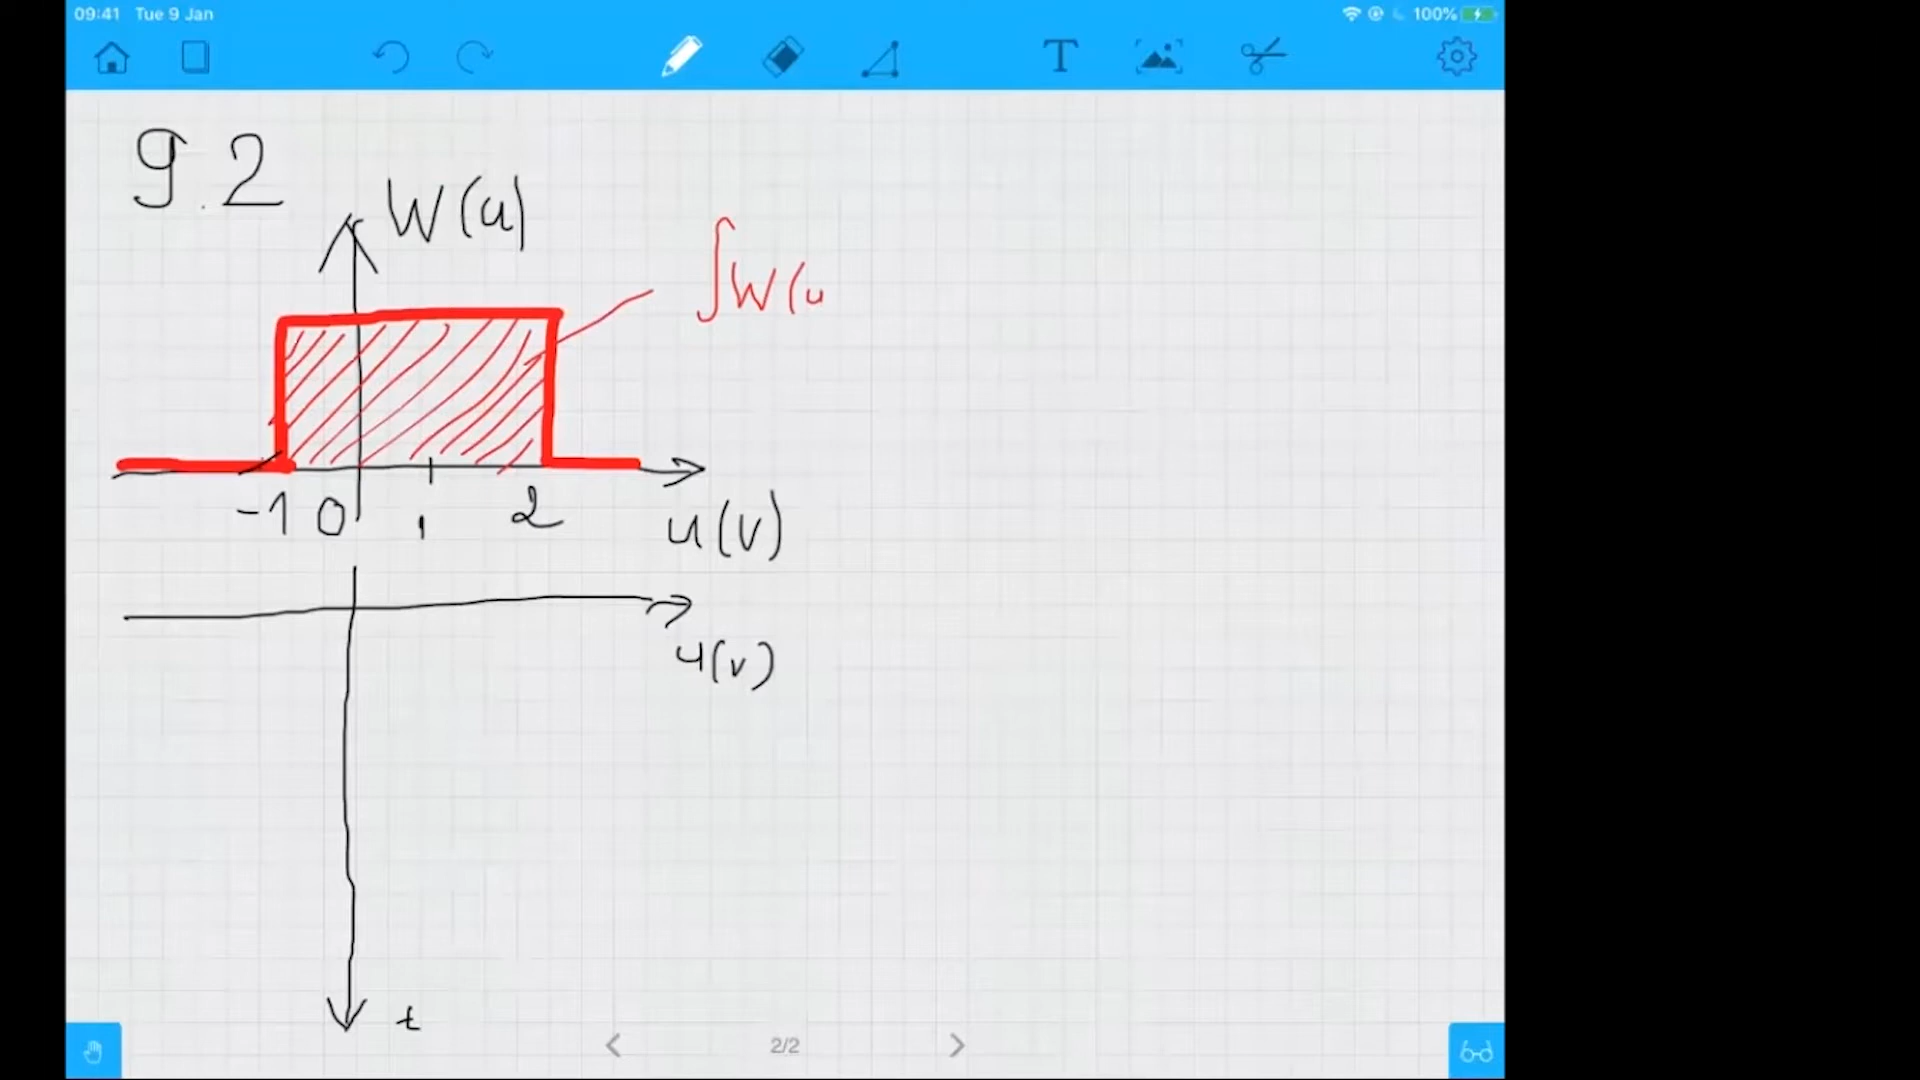 09:41 Tue 9 Jan 100%
T
9.2
W(u)
∫W(u
-1 0 1 2 u(V)
u(v)
t
2/2